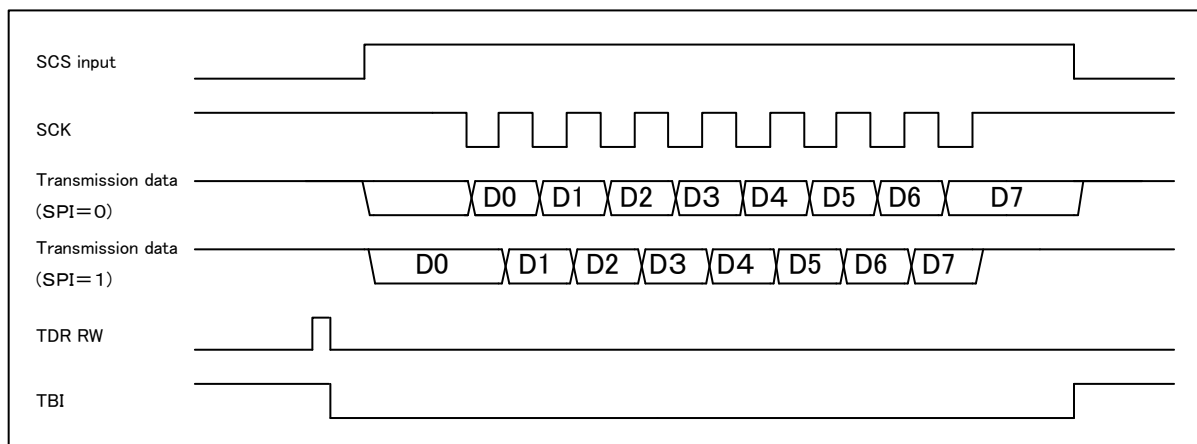 SCS input
SCK
Transmission data
(SPI=0)
D0 D1 D2 D3 D4 D5 D6 D7
Transmission data
(SPI=1)
D0 D1 D2 D3 D4 D5 D6 D7
TDR RW
TBI